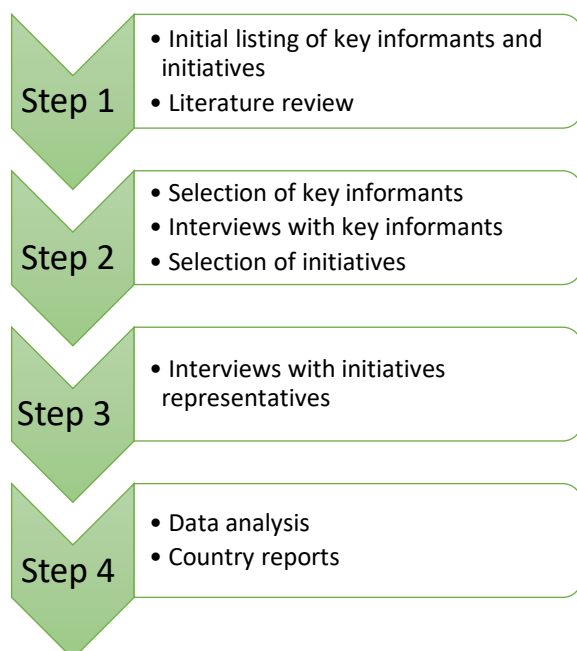 Step 1
• Initial listing of key informants and
initiatives
• Literature review
Step 2
• Selection of key informants
• Interviews with key informants
• Selection of initiatives
Step 3
• Interviews with initiatives
representatives
Step 4
• Data analysis
• Country reports